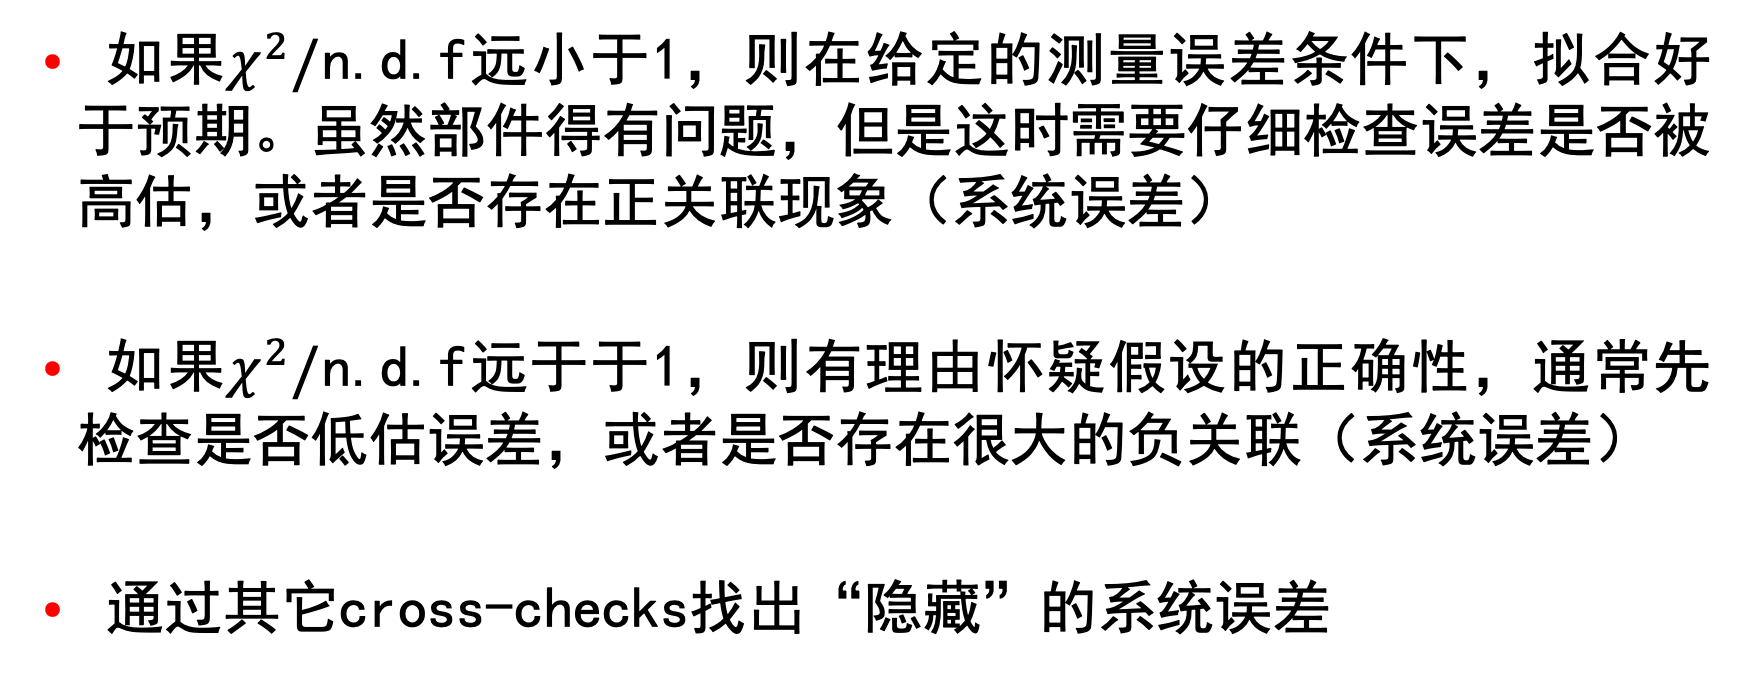 • 如果χ²/n.d.f远小于1，则在给定的测量误差条件下，拟合好
于预期。虽然部件得有问题，但是这时需要仔细检查误差是否被
高估，或者是否存在正关联现象（系统误差）
• 如果χ²/n.d.f远于于1，则有理由怀疑假设的正确性，通常先
检查是否低估误差，或者是否存在很大的负关联（系统误差）
• 通过其它cross-checks找出“隐藏”的系统误差